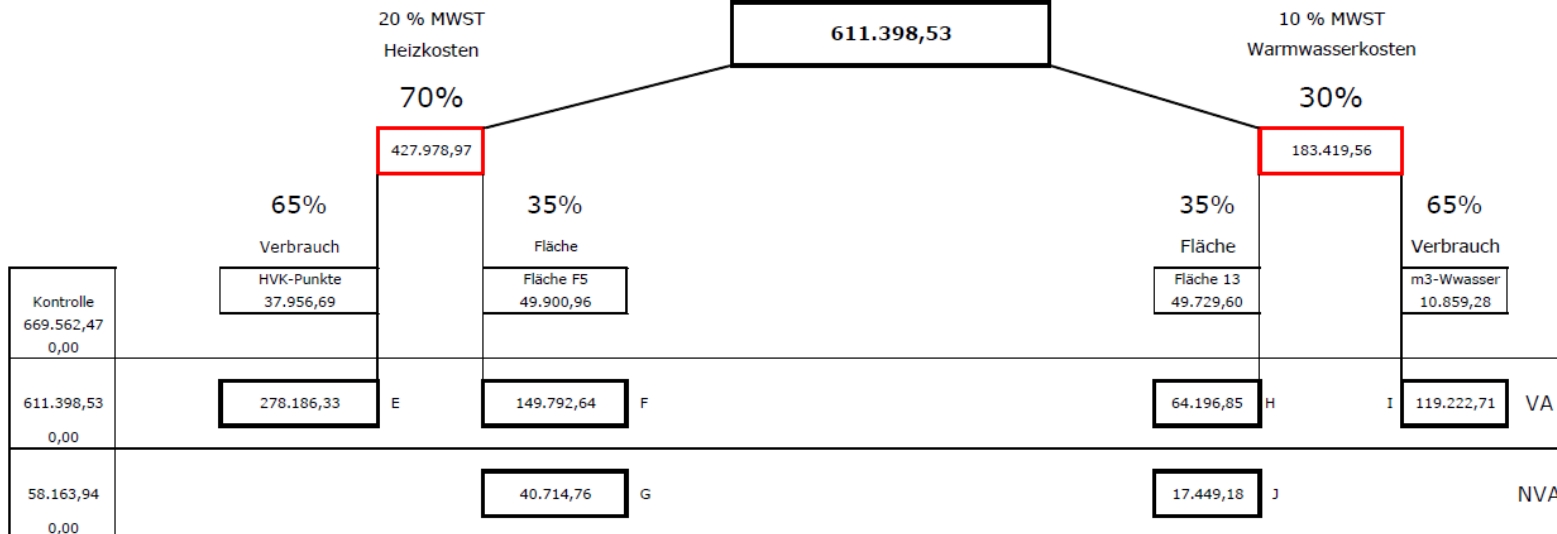 20 % MWST
Heizkosten
70%
611.398,53
10 % MWST
Warmwasserkosten
30%
427.978,97
183.419,56
65%
35%
35%
65%
Verbrauch
Fläche
Fläche
Verbrauch
HVK-Punkte
37.956,69
Fläche F5
49.900,96
Fläche 13
49.729,60
m3-Wwasser
10.859,28
Kontrolle
669.562,47
0,00
611.398,53
0,00
278.186,33 E
149.792,64 F
64.196,85 H
I 119.222,71 VA
58.163,94
0,00
40.714,76 G
17.449,18 J
NVA